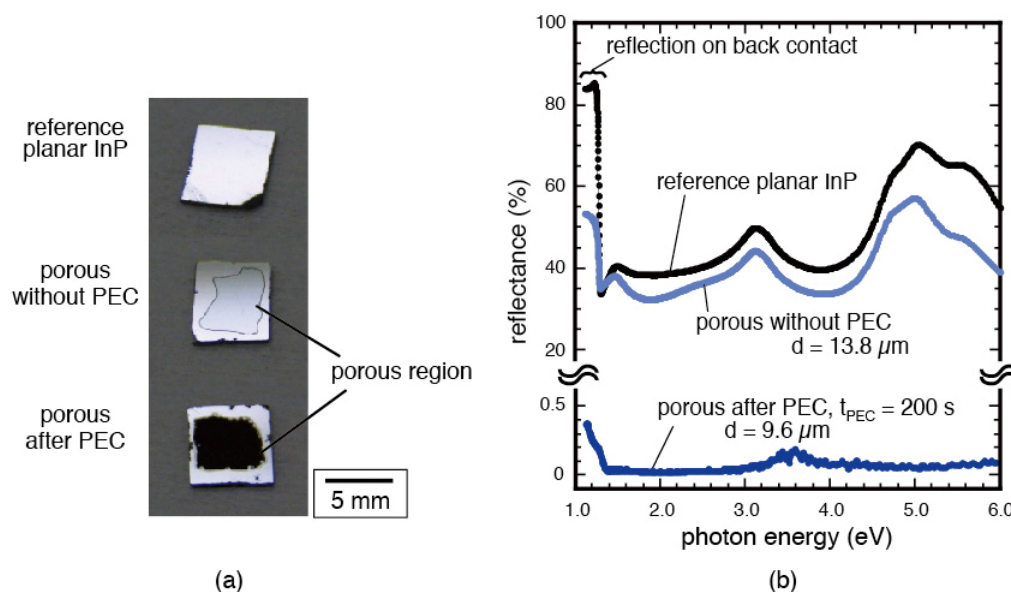 reference
planar InP
porous
without PEC
porous region
porous
after PEC
5 mm
(a)
(b)
100
80
60
40
20
0.5
0
reflectance (%)
reflection on back contact
reference planar InP
porous without PEC
d = 13.8 μm
porous after PEC, tPEC = 200 s
d = 9.6 μm
1.0 2.0 3.0 4.0 5.0 6.0
photon energy (eV)